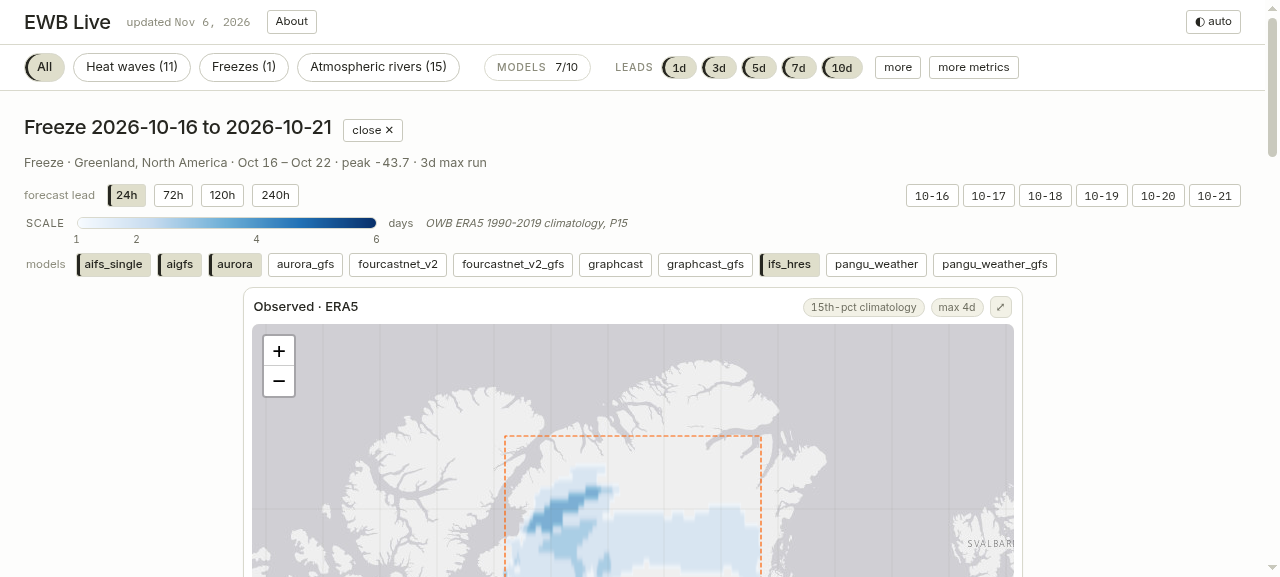 EWB Live updated Nov 6, 2026 About auto
All Heat waves (11) Freezes (1) Atmospheric rivers (15) MODELS 7/10 LEADS 1d 3d 5d 7d 10d more more metrics
Freeze 2026-10-16 to 2026-10-21 close ✕
Freeze · Greenland, North America · Oct 16 – Oct 22 · peak -43.7 · 3d max run
forecast lead 24h 72h 120h 240h 10-16 10-17 10-18 10-19 10-20 10-21
SCALE days OWB ERA5 1990-2019 climatology, P15
1 2 4 6
models aifs_single aigfs aurora aurora_gfs fourcastnet_v2 fourcastnet_v2_gfs graphcast graphcast_gfs ifs_hres pangu_weather pangu_weather_gfs
Observed · ERA5 15th-pct climatology max 4d
+
−